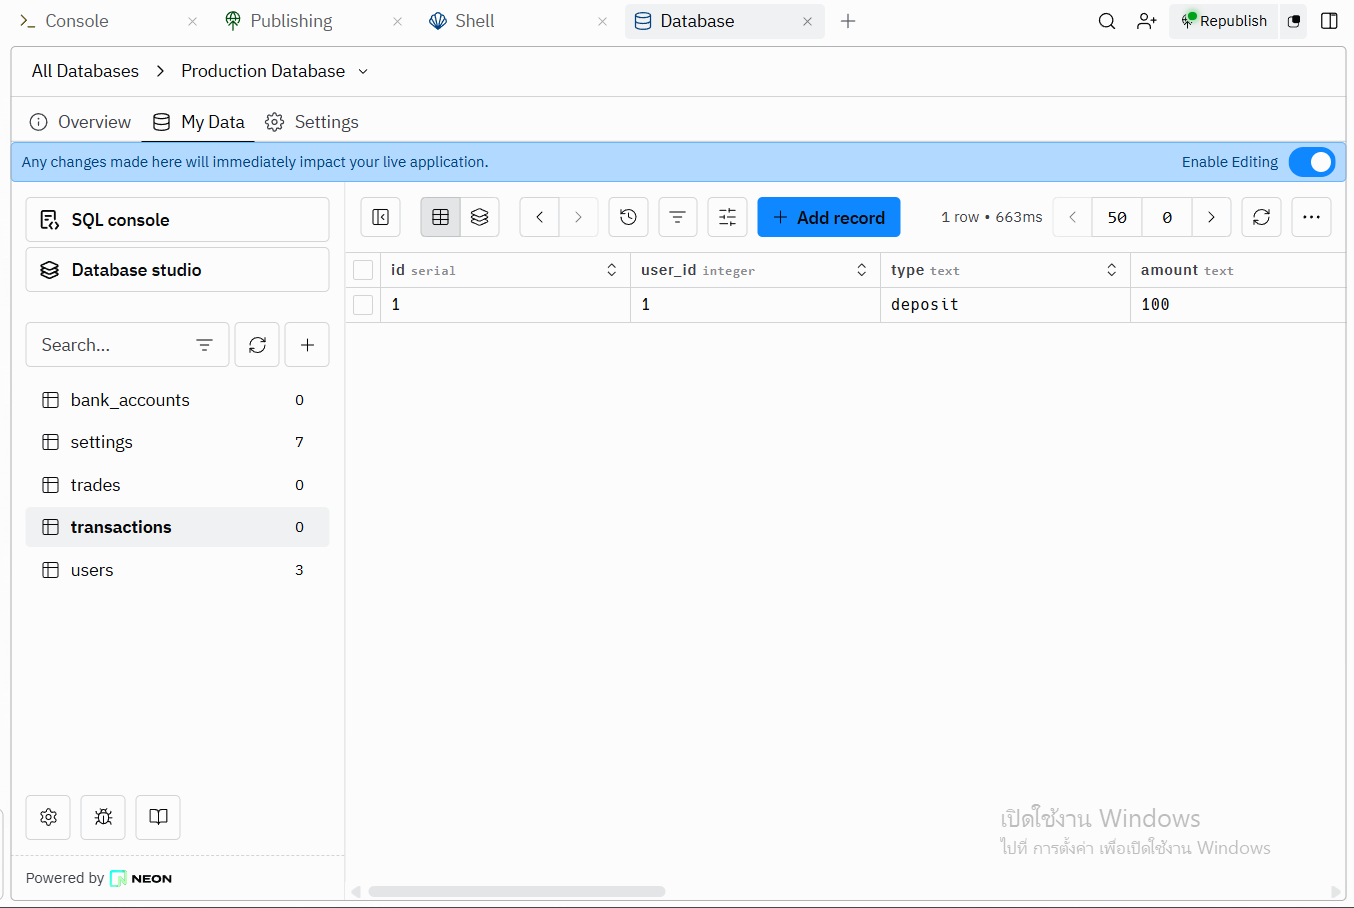 Console
Publishing
Shell
Database
Republish
All Databases
Production Database
Overview
My Data
Settings
Any changes made here will immediately impact your live application.
Enable Editing
SQL console
Database studio
Search...
bank_accounts 0
settings 7
trades 0
transactions 0
users 3
Powered by NEON
Add record
1 row • 663ms
50
0
id serial
user_id integer
type text
amount text
1
1
deposit
100
เปิดใช้งาน Windows
ไปที่ การตั้งค่า เพื่อเปิดใช้งาน Windows